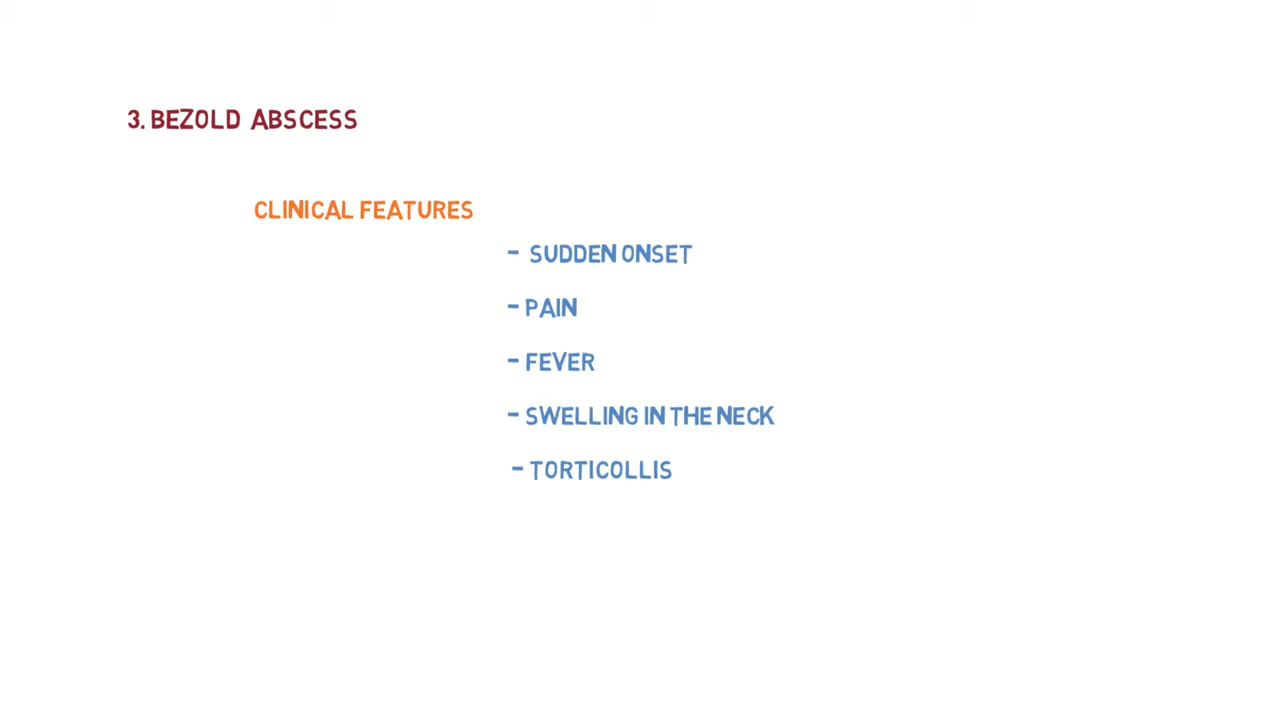 3. BEZOLD ABSCESS
CLINICAL FEATURES
- SUDDEN ONSET
- PAIN
- FEVER
- SWELLING IN THE NECK
- TORTICOLLIS